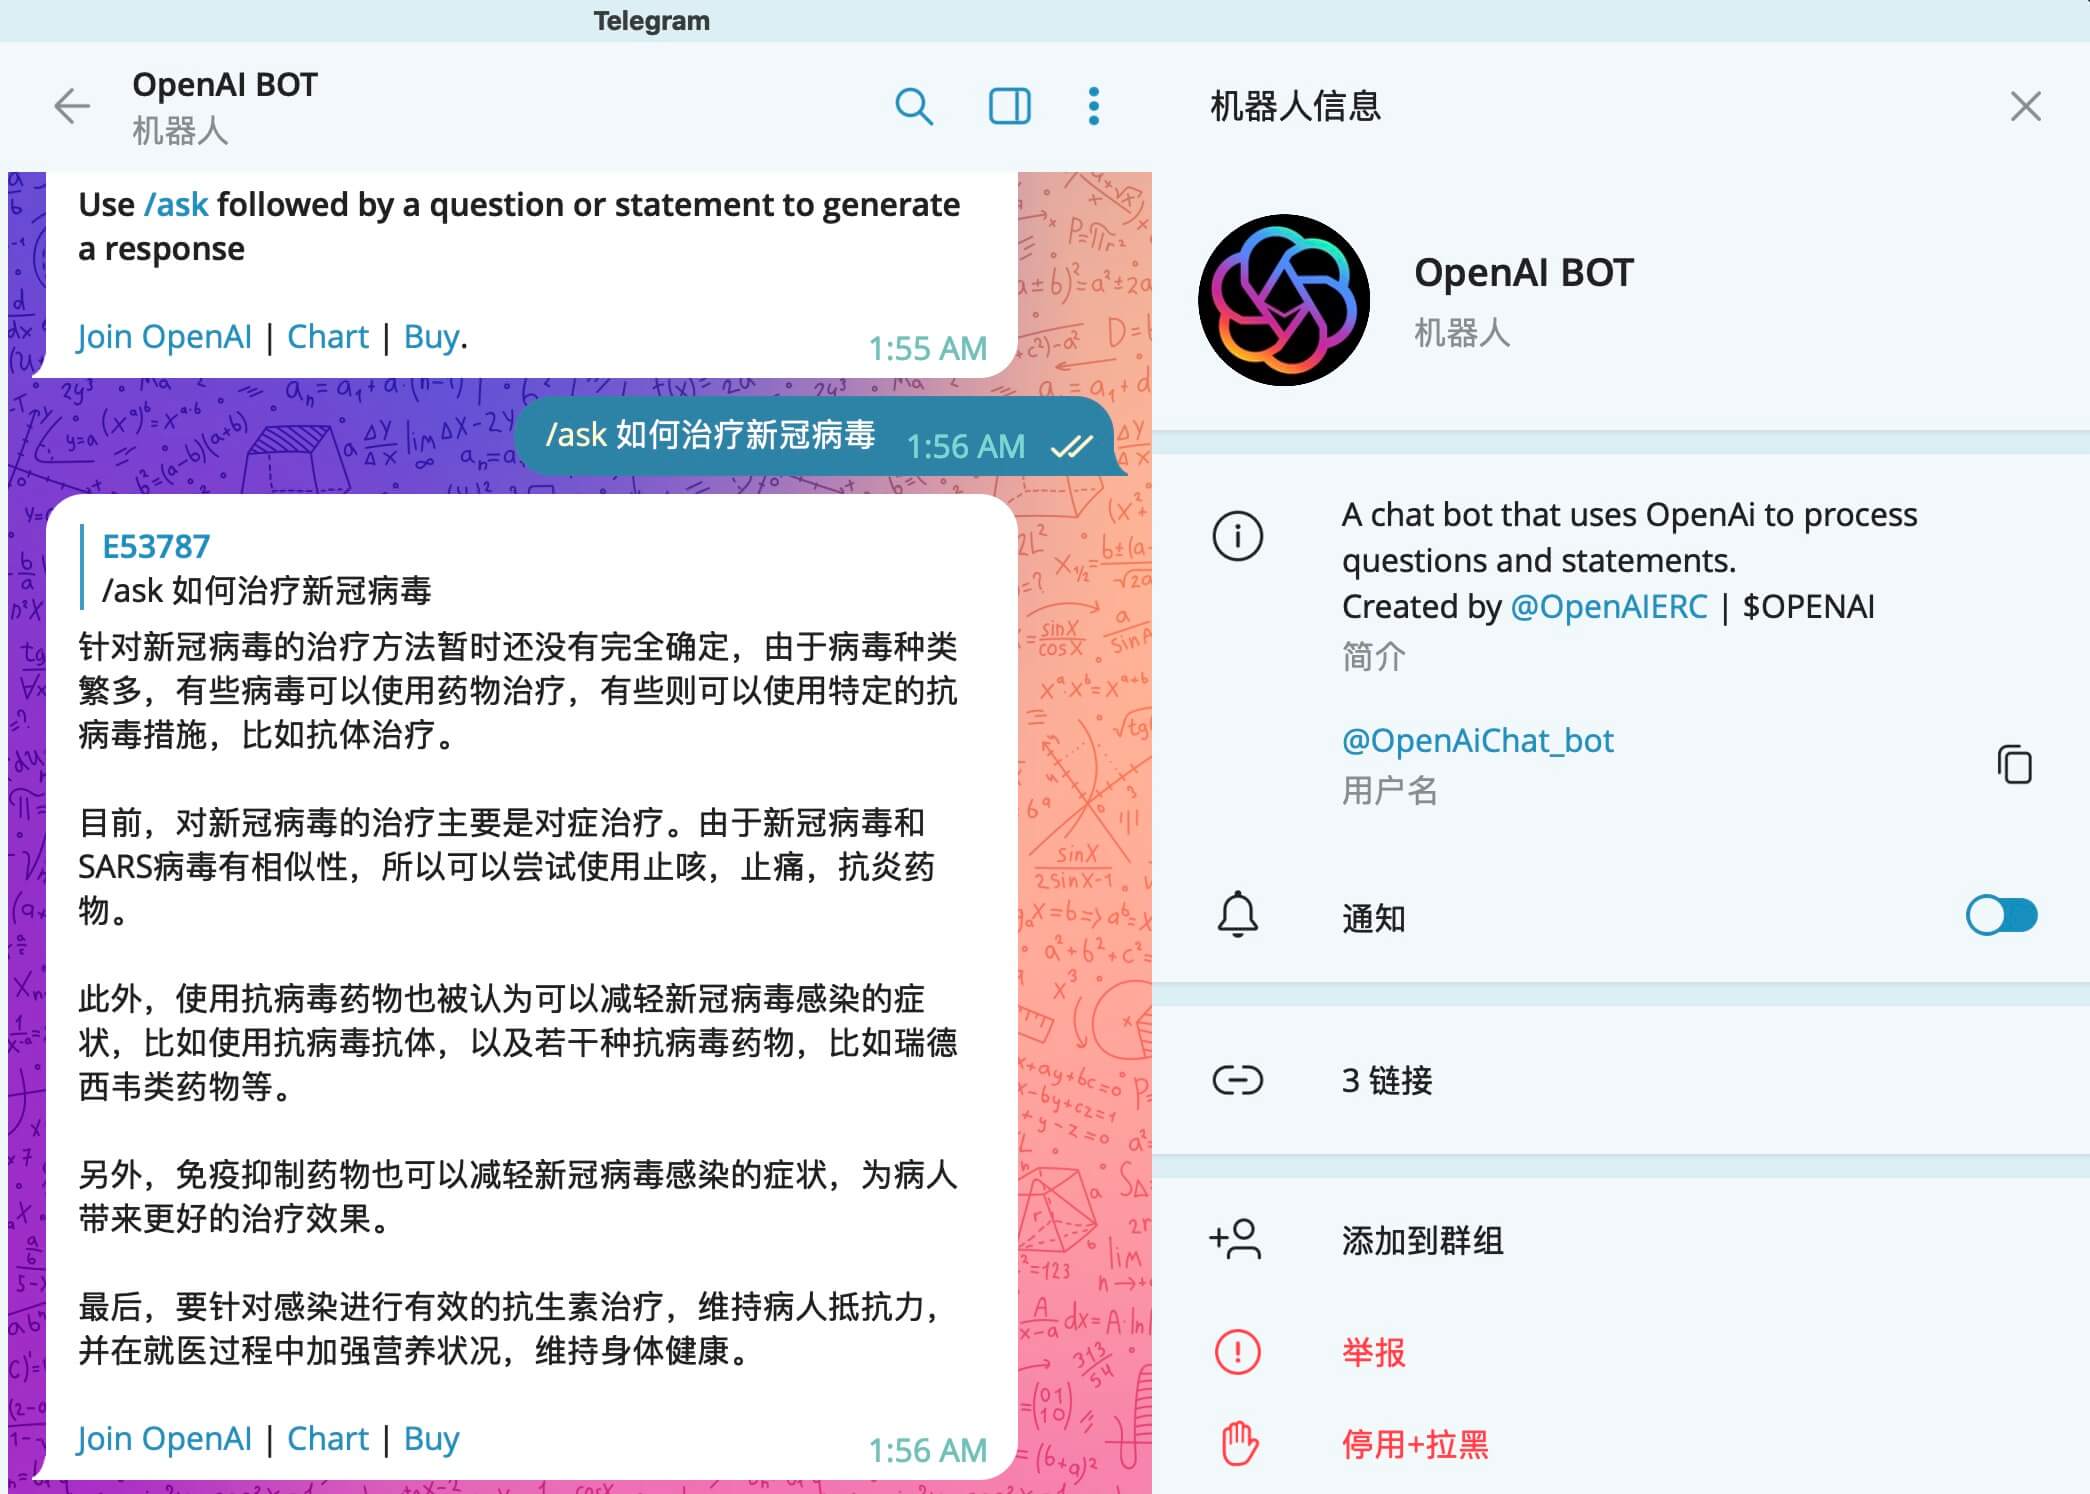 Telegram
OpenAI BOT
机器人
Use /ask followed by a question or statement to generate
a response
Join OpenAI | Chart | Buy.
1:55 AM
/ask 如何治疗新冠病毒
1:56 AM
E53787
/ask 如何治疗新冠病毒
针对新冠病毒的治疗方法暂时还没有完全确定，由于病毒种类
繁多，有些病毒可以使用药物治疗，有些则可以使用特定的抗
病毒措施，比如抗体治疗。
目前，对新冠病毒的治疗主要是对症治疗。由于新冠病毒和
SARS病毒有相似性，所以可以尝试使用止咳，止痛，抗炎药
物。
此外，使用抗病毒药物也被认为可以减轻新冠病毒感染的症
状，比如使用抗病毒抗体，以及若干种抗病毒药物，比如瑞德
西韦类药物等。
另外，免疫抑制药物也可以减轻新冠病毒感染的症状，为病人
带来更好的治疗效果。
最后，要针对感染进行有效的抗生素治疗，维持病人抵抗力，
并在就医过程中加强营养状况，维持身体健康。
Join OpenAI | Chart | Buy
1:56 AM
机器人信息
OpenAI BOT
机器人
A chat bot that uses OpenAi to process
questions and statements.
Created by @OpenAIERC | $OPENAI
简介
@OpenAiChat_bot
用户名
通知
3 链接
添加到群组
举报
停用+拉黑